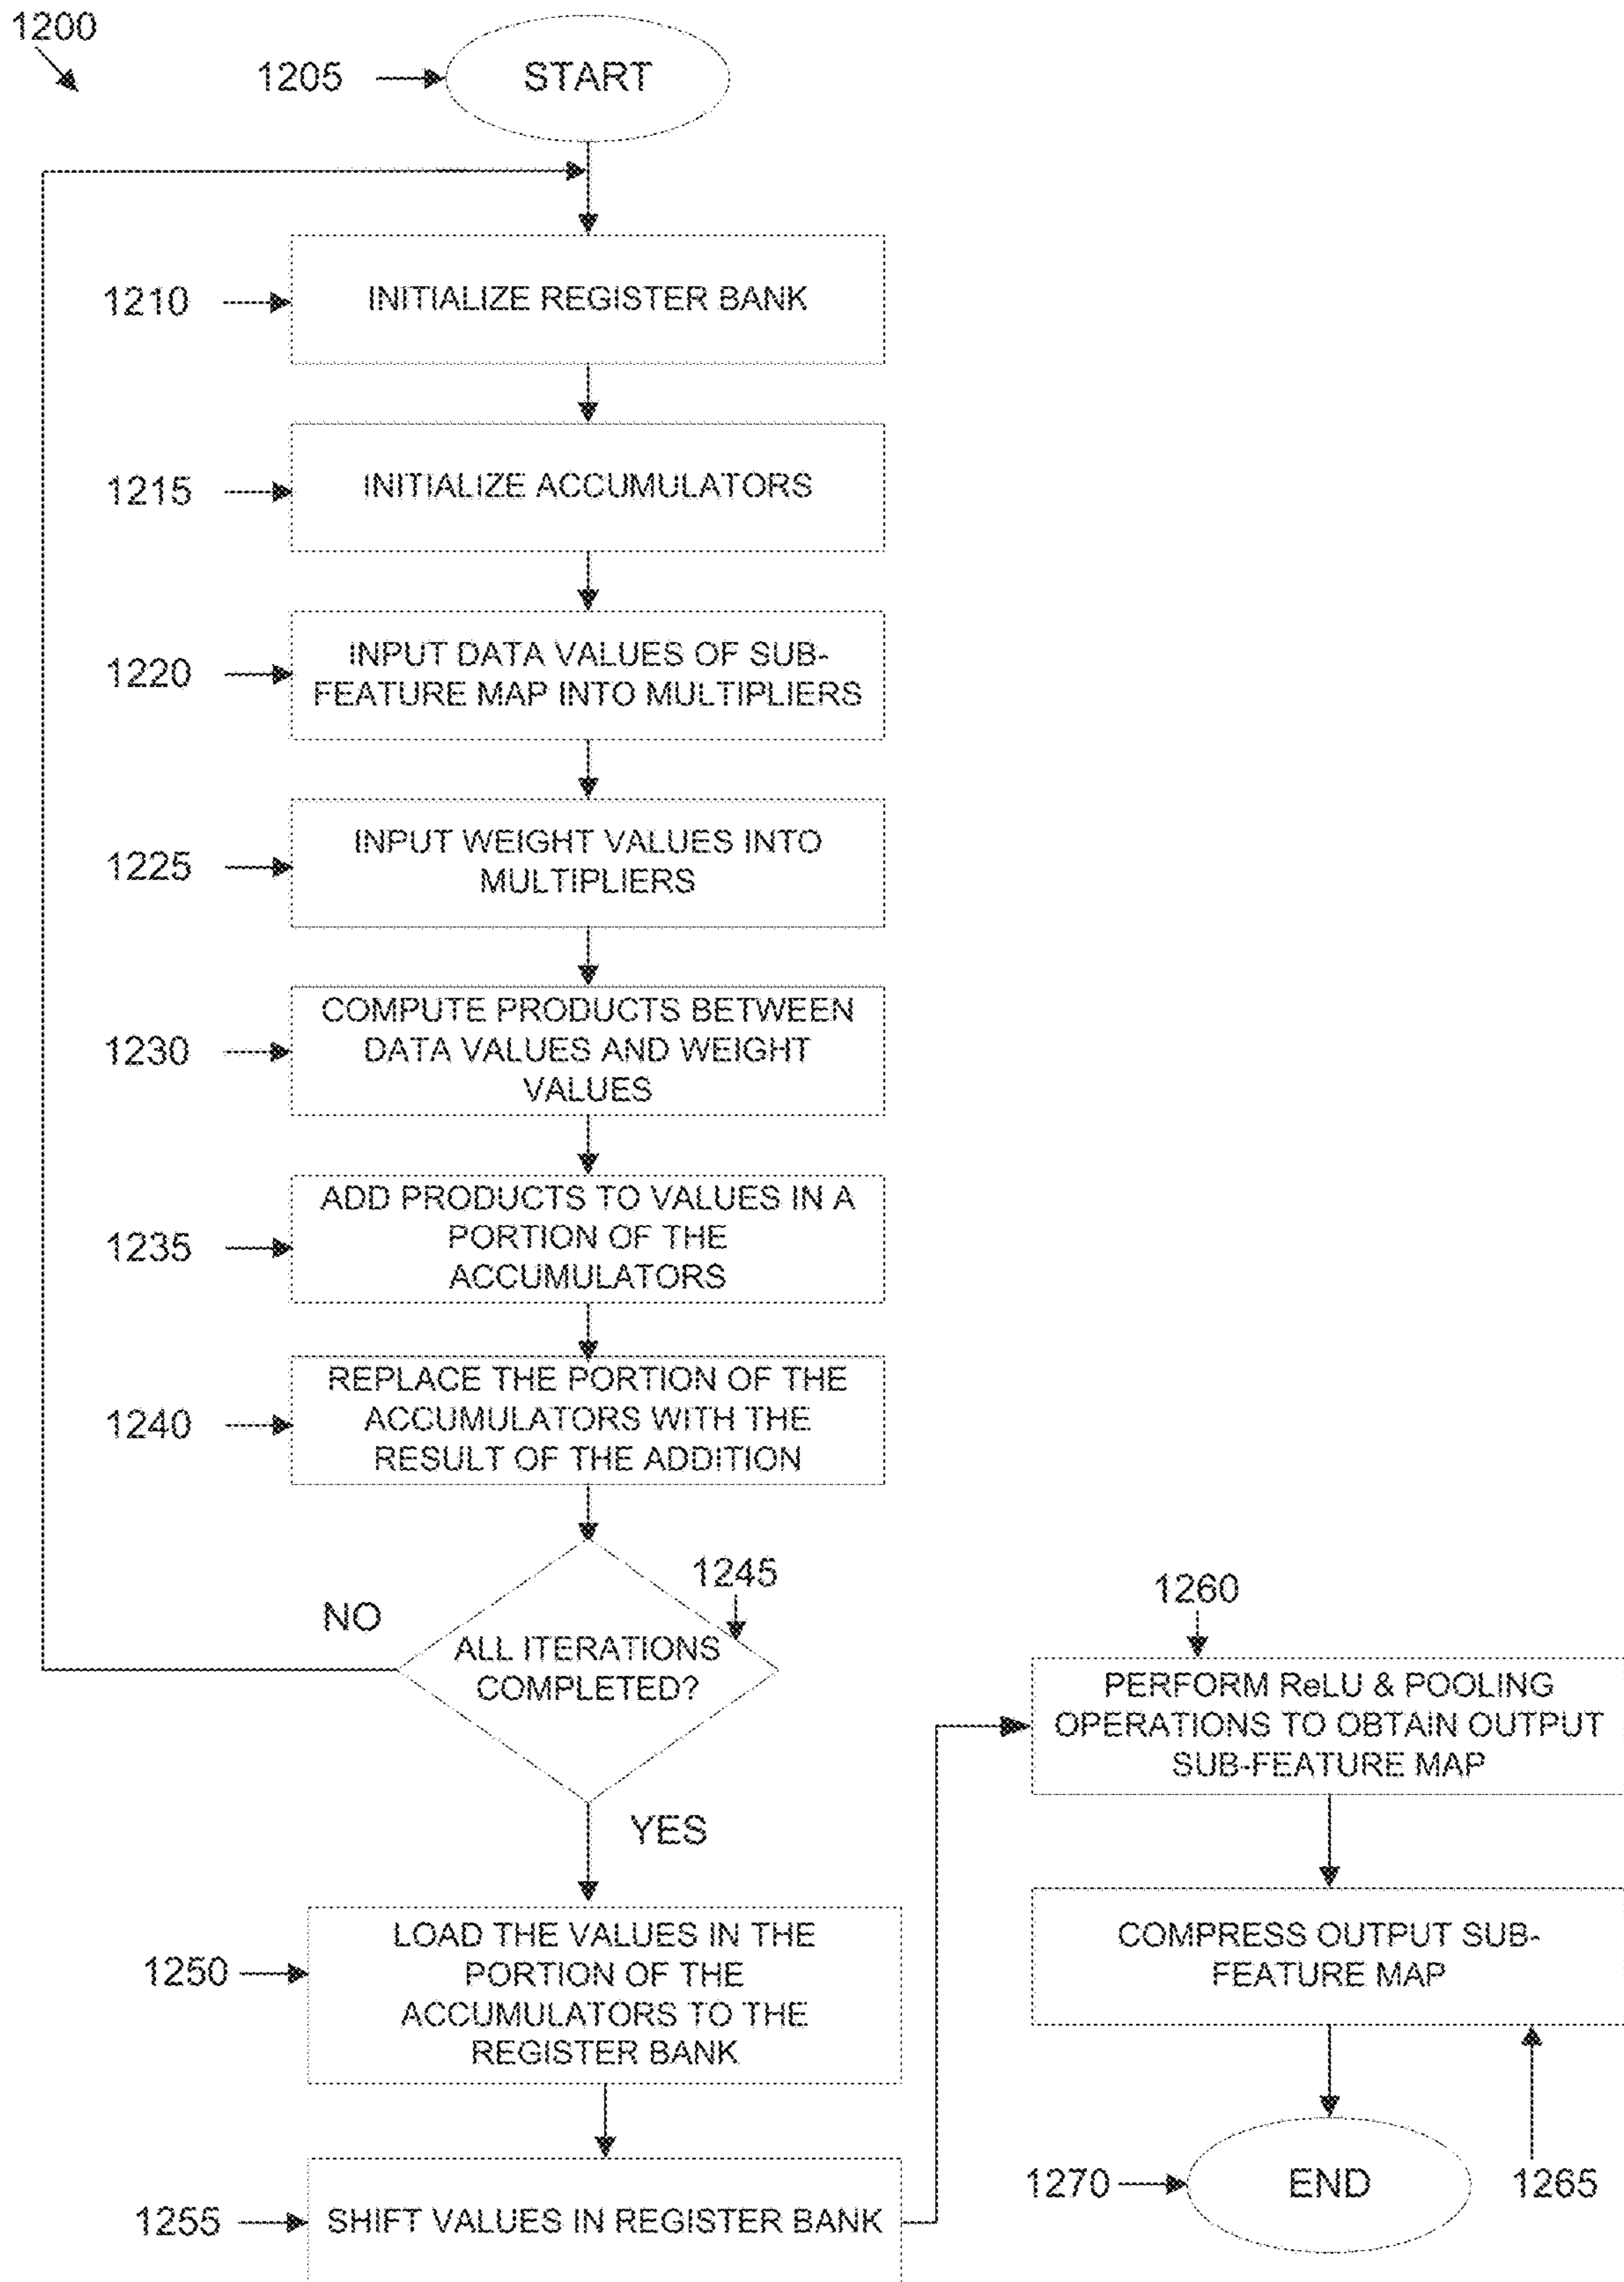 1200
1205
START
1210
INITIALIZE REGISTER BANK
1215
INITIALIZE ACCUMULATORS
1220
INPUT DATA VALUES OF SUB-
FEATURE MAP INTO MULTIPLIERS
1225
INPUT WEIGHT VALUES INTO
MULTIPLIERS
1230
COMPUTE PRODUCTS BETWEEN
DATA VALUES AND WEIGHT
VALUES
1235
ADD PRODUCTS TO VALUES IN A
PORTION OF THE
ACCUMULATORS
1240
REPLACE THE PORTION OF THE
ACCUMULATORS WITH THE
RESULT OF THE ADDITION
1245
NO
ALL ITERATIONS
COMPLETED?
YES
1250
LOAD THE VALUES IN THE
PORTION OF THE
ACCUMULATORS TO THE
REGISTER BANK
1255
SHIFT VALUES IN REGISTER BANK
1260
PERFORM ReLU & POOLING
OPERATIONS TO OBTAIN OUTPUT
SUB-FEATURE MAP
COMPRESS OUTPUT SUB-
FEATURE MAP
1265
1270
END